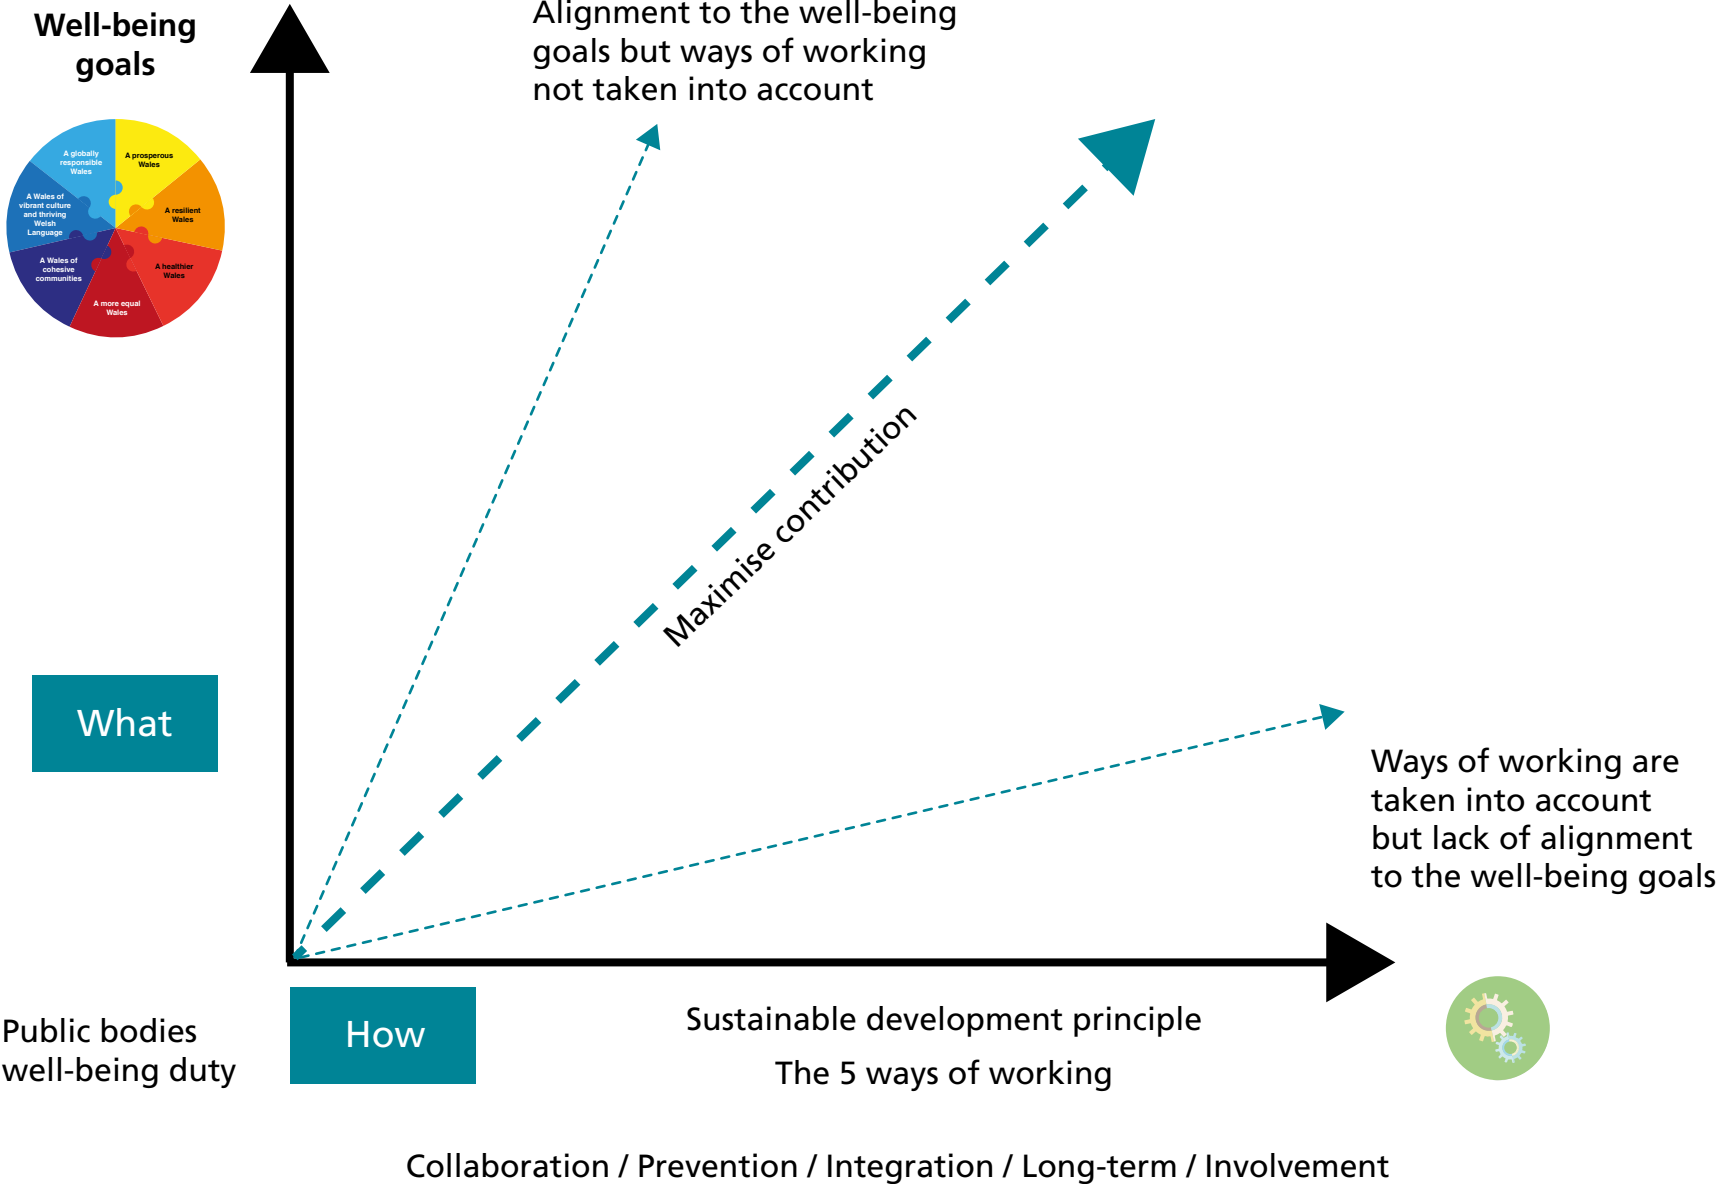 Well-being
goals
Alignment to the well-being
goals but ways of working
not taken into account
A globally
responsible
Wales
A prosperous
Wales
A Wales of
vibrant culture
and thriving
Welsh
Language
A resilient
Wales
A Wales of
cohesive
communities
A healthier
Wales
A more equal
Wales
Maximise contribution
What
Ways of working are
taken into account
but lack of alignment
to the well-being goals
Public bodies
well-being duty
How
Sustainable development principle
The 5 ways of working
Collaboration / Prevention / Integration / Long-term / Involvement